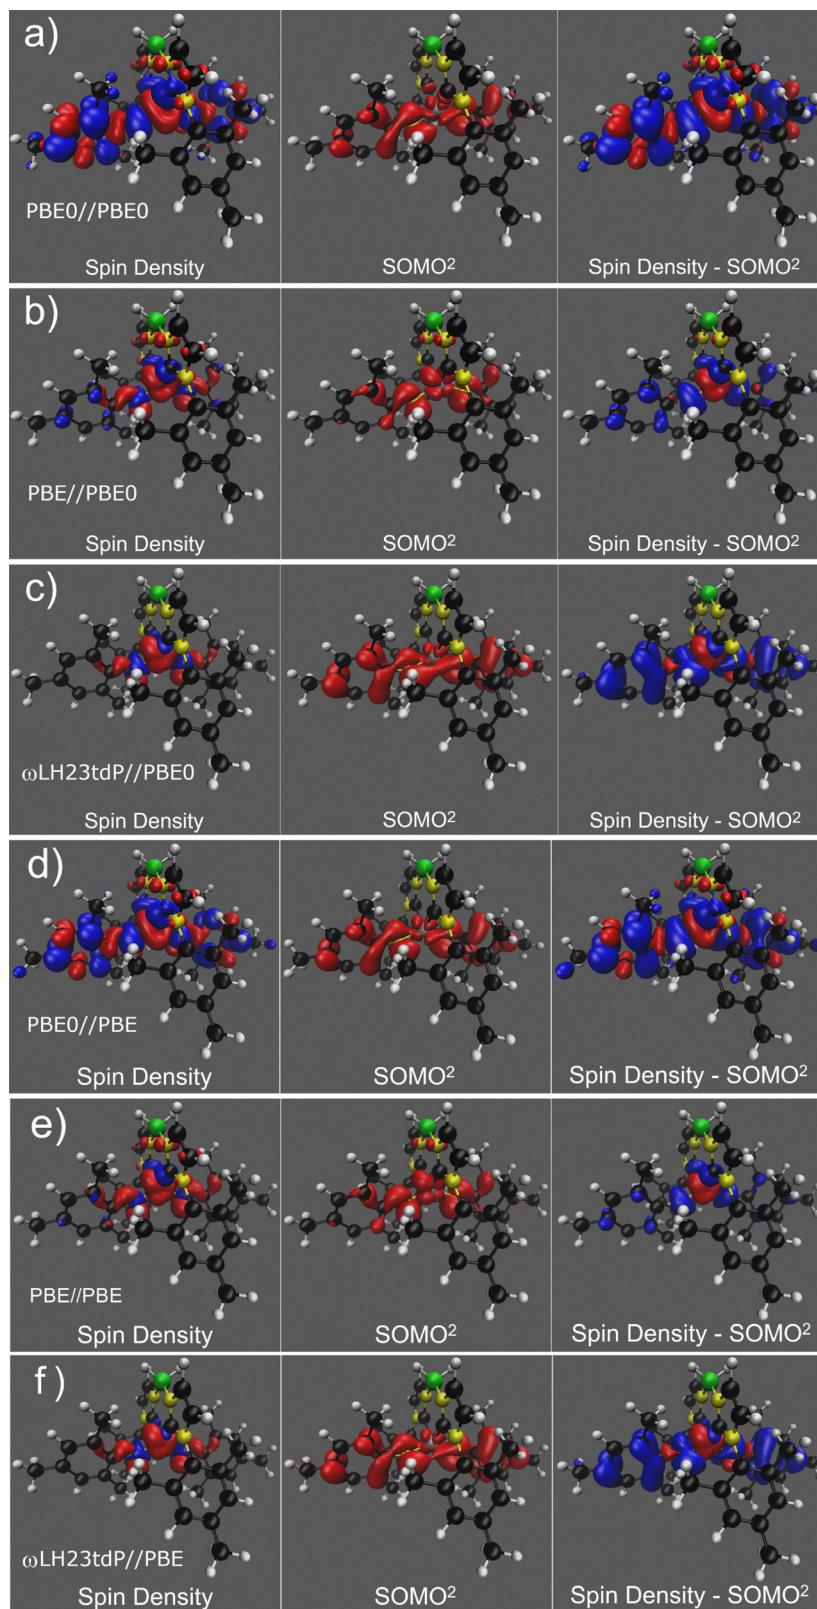 a)
PBE0//PBE0
Spin Density
SOMO²
Spin Density - SOMO²
b)
PBE//PBE0
Spin Density
SOMO²
Spin Density - SOMO²
c)
ωLH23tdP//PBE0
Spin Density
SOMO²
Spin Density - SOMO²
d)
PBE0//PBE
Spin Density
SOMO²
Spin Density - SOMO²
e)
PBE//PBE
Spin Density
SOMO²
Spin Density - SOMO²
f)
ωLH23tdP//PBE
Spin Density
SOMO²
Spin Density - SOMO²